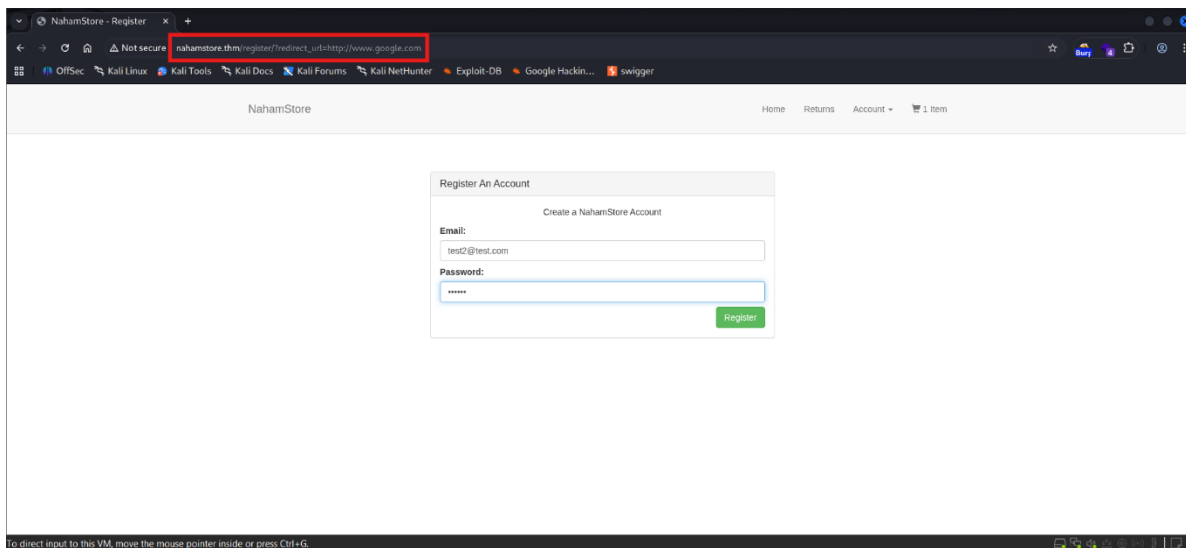 NahamStore - Register
Not secure nahamstore.thm/register/?redirect_url=http://www.google.com
OffSec Kali Linux Kali Tools Kali Docs Kali Forums Kali NetHunter Exploit-DB Google Hackin... swigger
NahamStore Home Returns Account 1 Item
Register An Account
Create a NahamStore Account
Email:
test2@test.com
Password:
••••••
Register
To direct input to this VM, move the mouse pointer inside or press Ctrl+G.